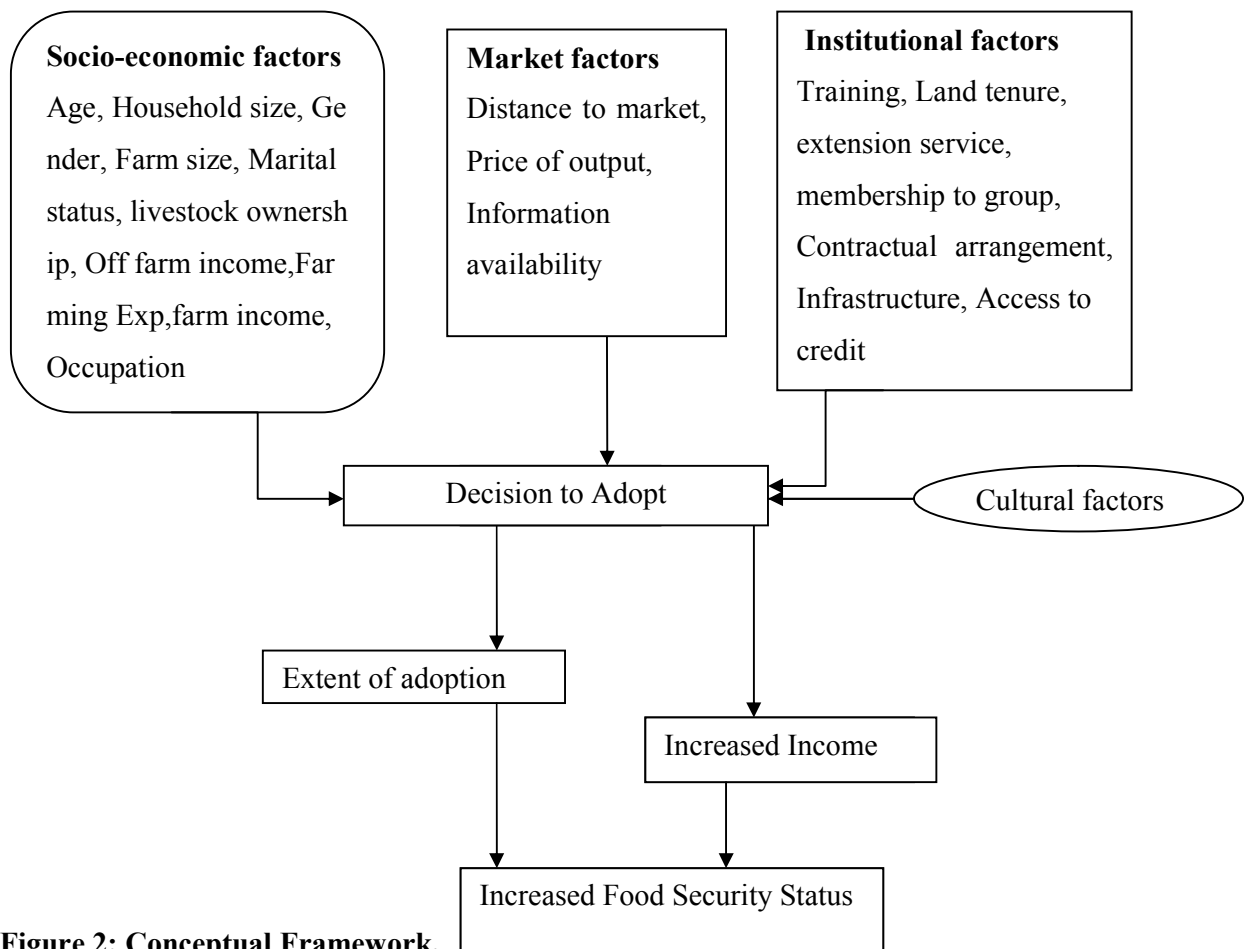 Socio-economic factors
Age, Household size, Ge
nder, Farm size, Marital
status, livestock ownersh
ip, Off farm income,Far
ming Exp,farm income,
Occupation
Market factors
Distance to market,
Price of output,
Information
availability
Institutional factors
Training, Land tenure,
extension service,
membership to group,
Contractual arrangement,
Infrastructure, Access to
credit
Decision to Adopt
Cultural factors
Extent of adoption
Increased Income
Increased Food Security Status
Figure 2: Conceptual Framework.